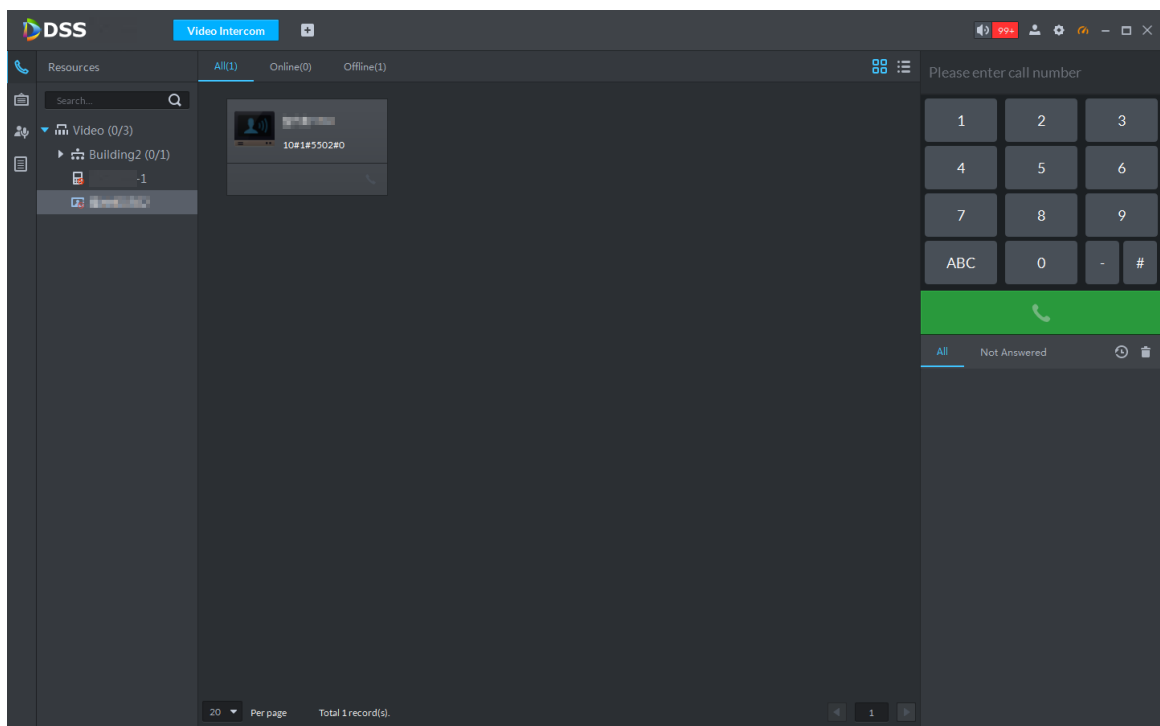 DSS
Video Intercom
99+
Resources
All(1) Online(0) Offline(1)
Please enter call number
Search...
Video (0/3)
Building2 (0/1)
-1
10#1#5502#0
1 2 3
4 5 6
7 8 9
ABC 0 - #
All Not Answered
20 Per page Total 1 record(s). 1